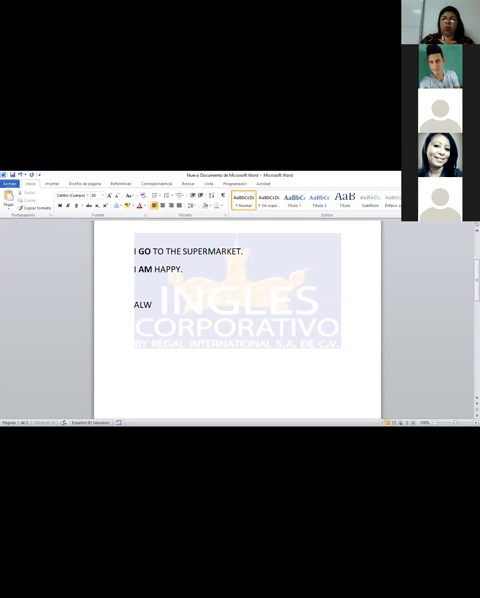 Nuevo Documento de Microsoft Word - Microsoft Word
Archivo Inicio Insertar Diseño de página Referencias Correspondencia Revisar Vista Programador Acrobat
Cortar
Copiar
Copiar formato
Pegar
Calibri (Cuerpo) 20
AaBbCcDc AaBbCcDc AaBbC AaBbCc AaB AaBbCc. AaBbCcD
¶ Normal ¶ Sin espa... Título 1 Título 2 Título Subtítulo Énfasis s
Portapapeles Fuente Párrafo Estilos
I GO TO THE SUPERMARKET.
I AM HAPPY.
ALW
INGLES
CORPORATIVO
BY REGAL INTERNATIONAL S.A. DE C.V.
Página: 1 de 2 Español (El Salvador) 100%